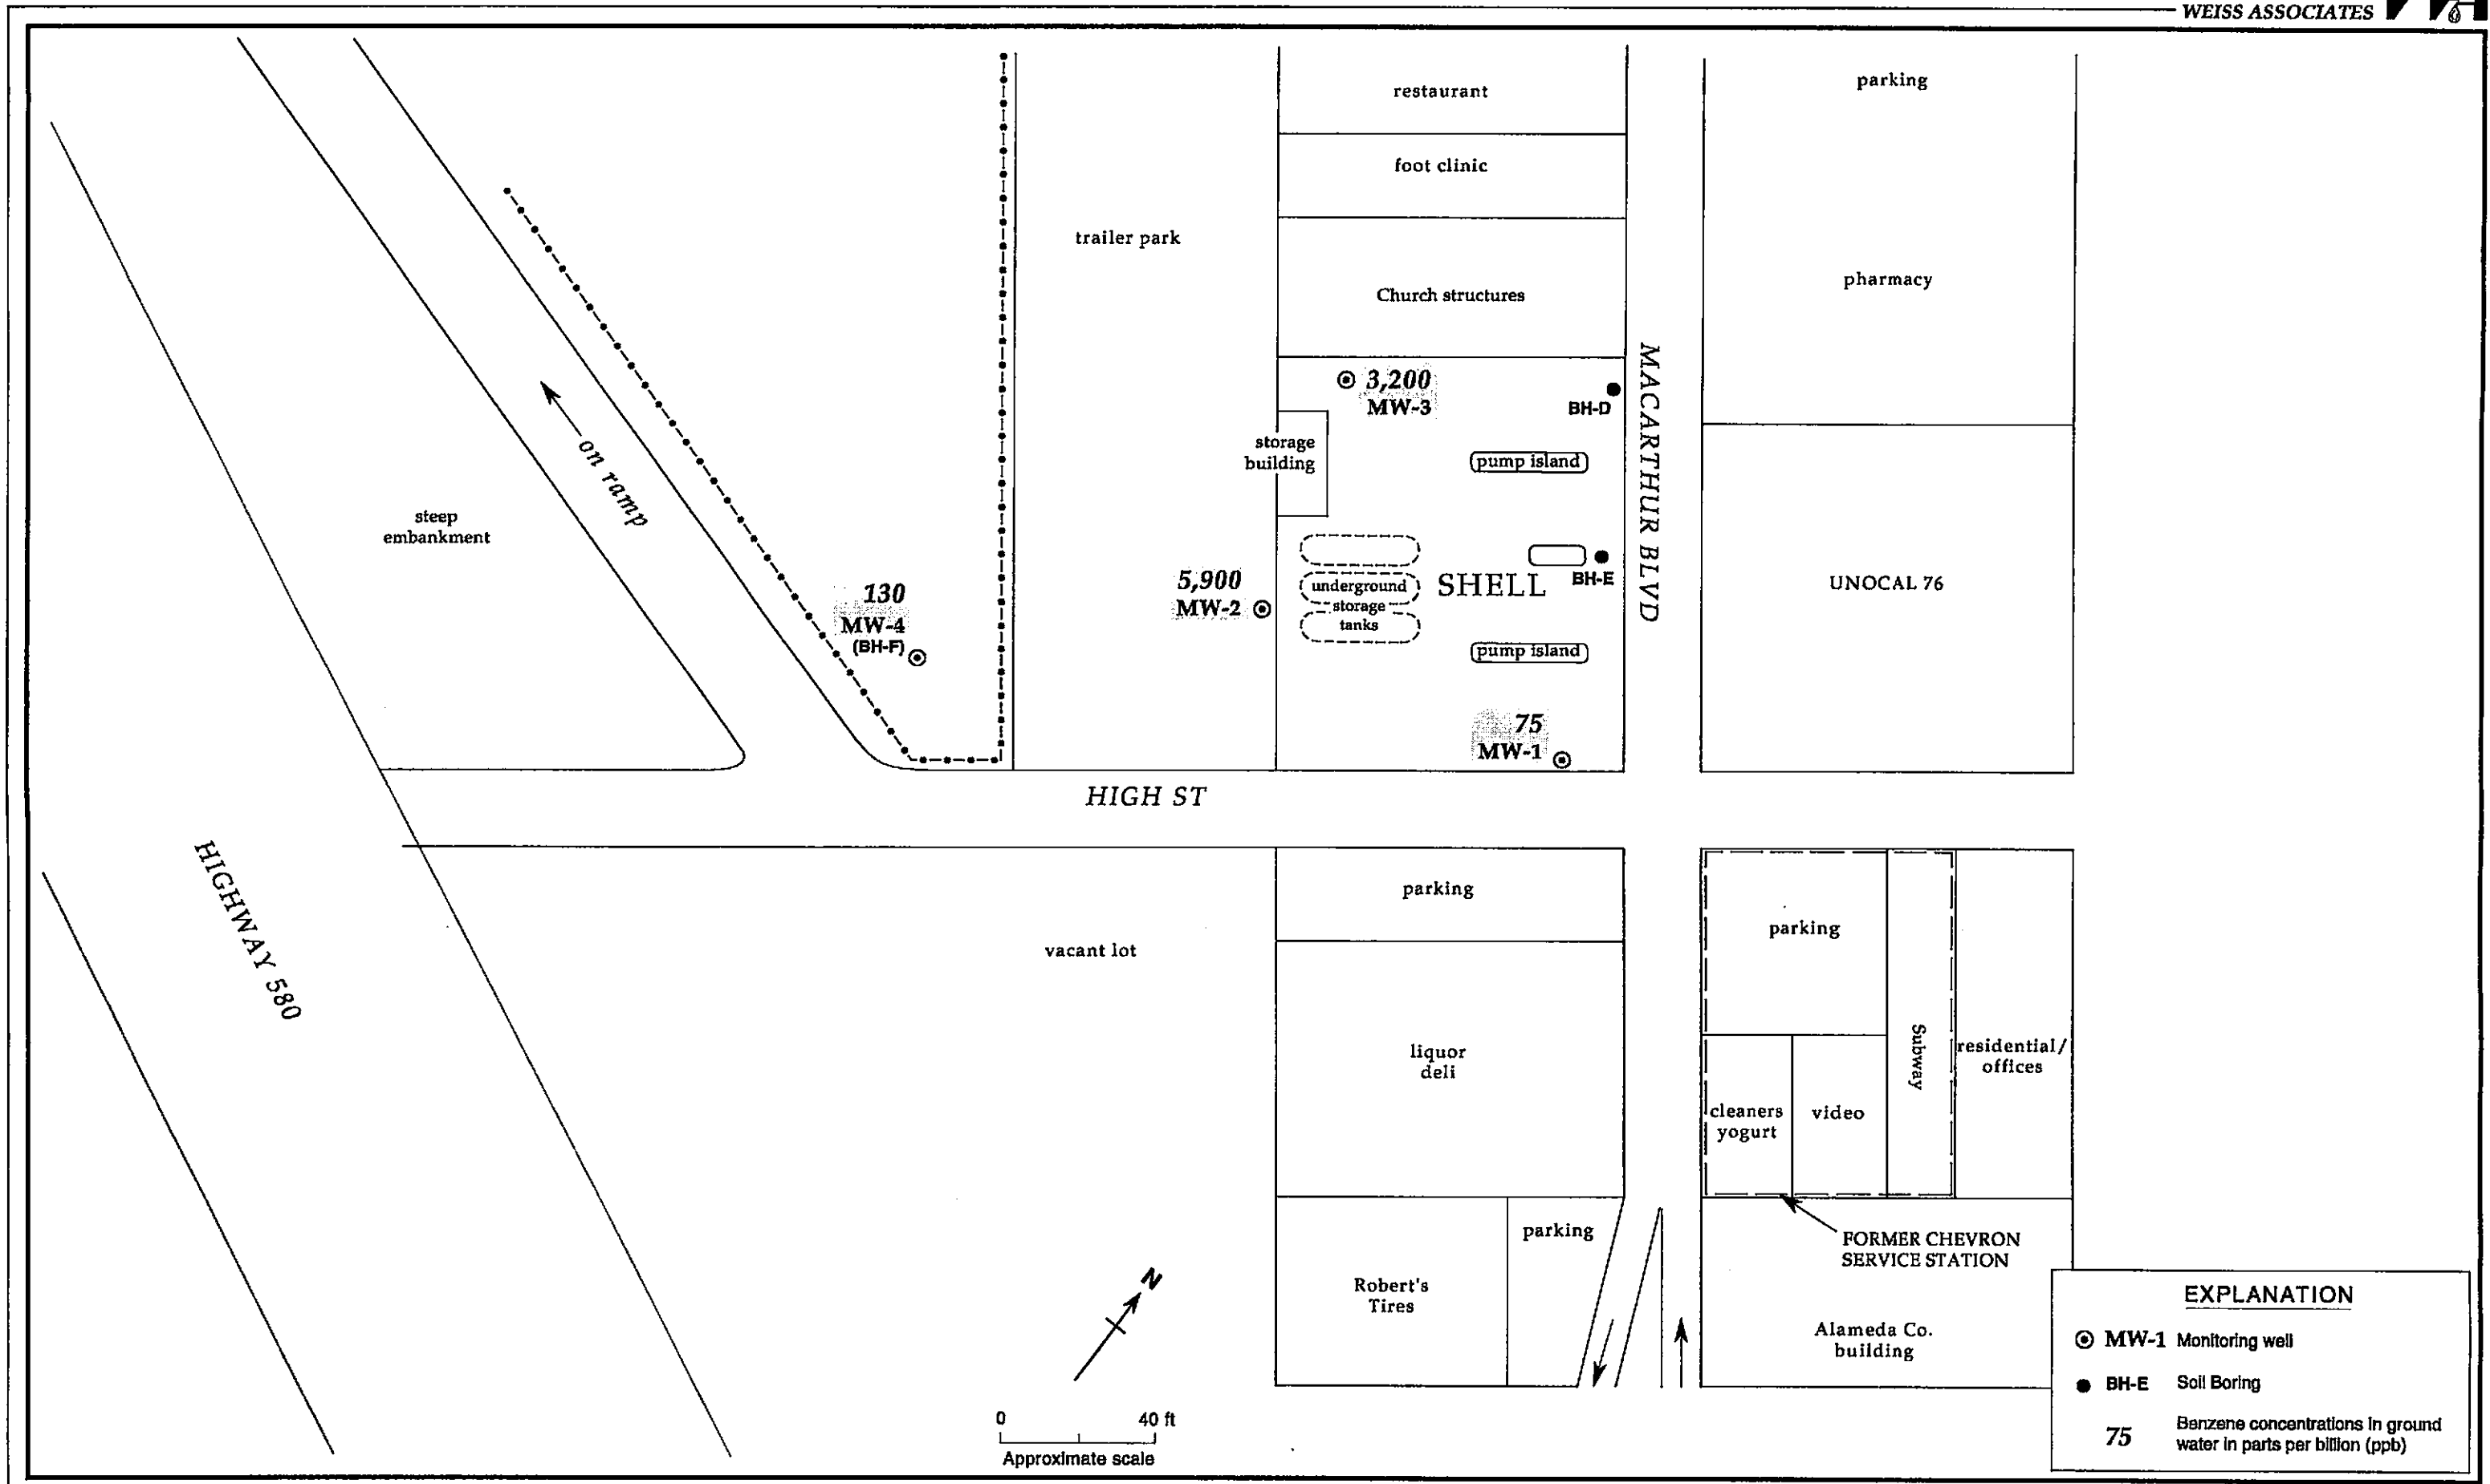 WEISS ASSOCIATES
restaurant
parking
foot clinic
trailer park
pharmacy
Church structures
3,200
MW-3
BH-D
MACARTHUR BLVD
storage
building
pump island
on ramp
steep
embankment
5,900
MW-2
underground
storage
tanks
SHELL
BH-E
UNOCAL 76
130
MW-4
(BH-F)
pump island
75
MW-1
HIGH ST
HIGHWAY 580
parking
parking
vacant lot
liquor
deli
Subway
residential/
offices
cleaners
yogurt
video
parking
FORMER CHEVRON
SERVICE STATION
Robert's
Tires
N
Alameda Co.
building
0 40 ft
Approximate scale
EXPLANATION
MW-1 Monitoring well
BH-E Soil Boring
75 Benzene concentrations in ground
water in parts per billion (ppb)